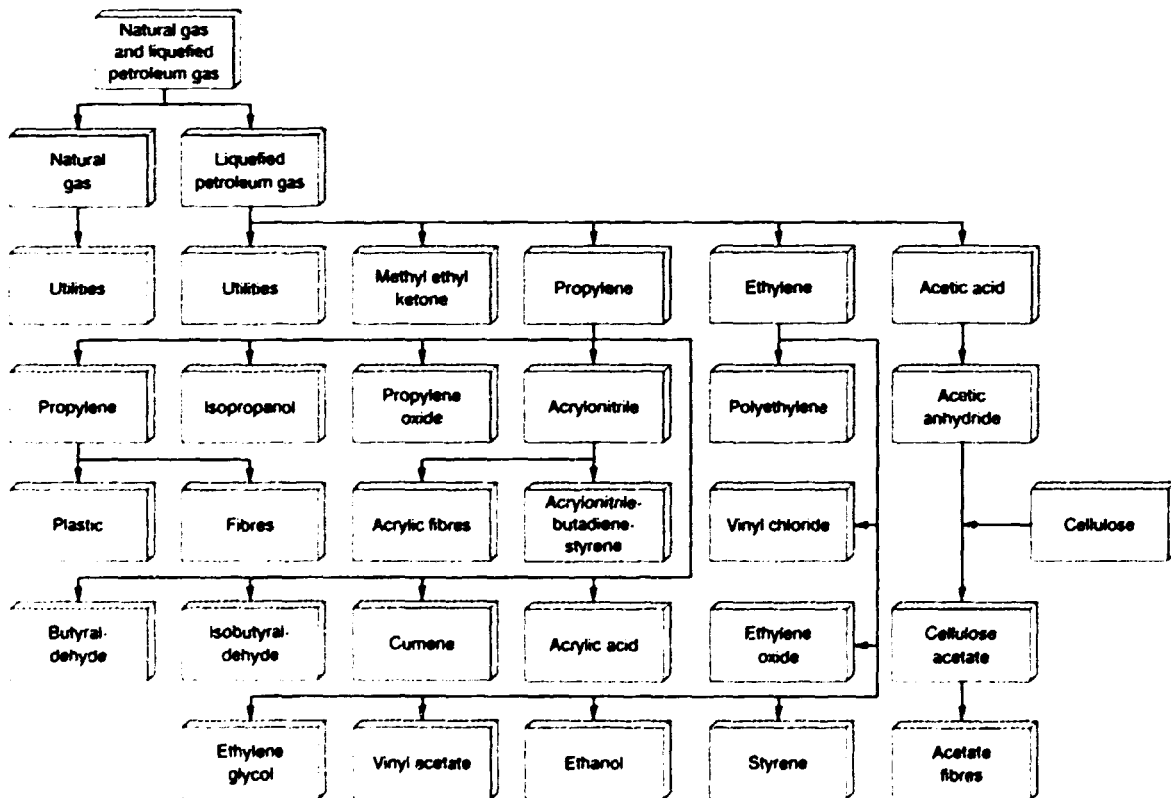 Natural gas
and liquefied
petroleum gas
Natural
gas
Liquefied
petroleum gas
Utilities
Utilities
Methyl ethyl
ketone
Propylene
Ethylene
Acetic acid
Propylene
Isopropanol
Propylene
oxide
Acrylonitrile
Polyethylene
Acetic
anhydride
Plastic
Fibres
Acrylic fibres
Acrylonitrile-
butadiene-
styrene
Vinyl chloride
Cellulose
Butyral-
dehyde
Isobutyral-
dehyde
Cumene
Acrylic acid
Ethylene
oxide
Cellulose
acetate
Ethylene
glycol
Vinyl acetate
Ethanol
Styrene
Acetate
fibres